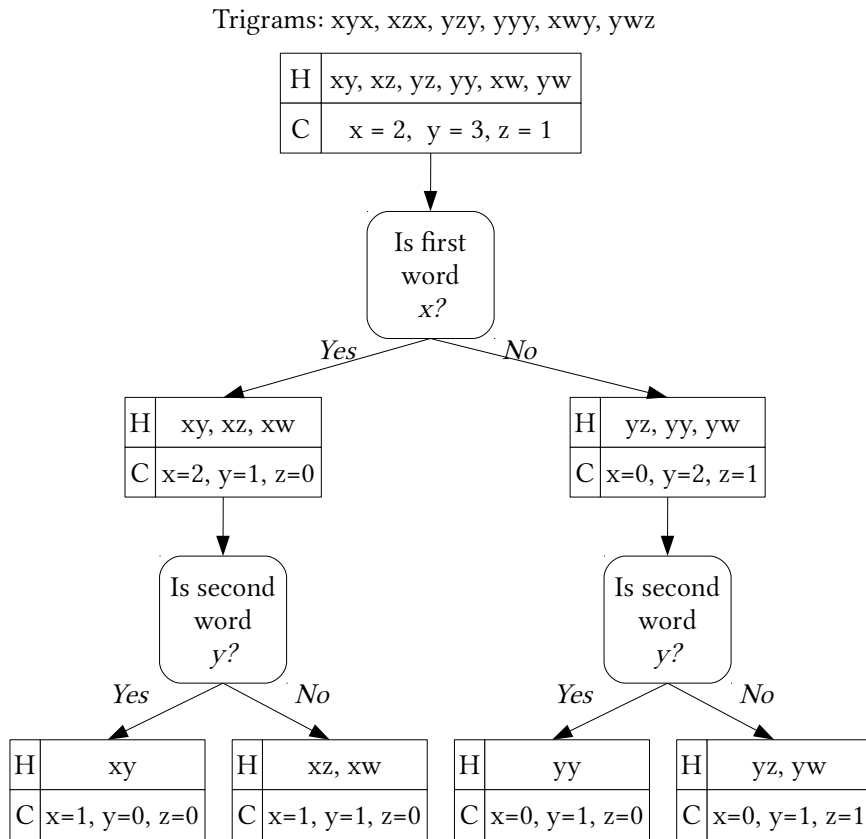 Trigrams: xyx, xzx, yzy, yyy, xwy, ywz
H xy, xz, yz, yy, xw, yw
C x = 2, y = 3, z = 1
Is first
word
x?
Yes No
H xy, xz, xw
C x=2, y=1, z=0
H yz, yy, yw
C x=0, y=2, z=1
Is second
word
y?
Is second
word
y?
Yes No
Yes No
H xy
C x=1, y=0, z=0
H xz, xw
C x=1, y=1, z=0
H yy
C x=0, y=1, z=0
H yz, yw
C x=0, y=1, z=1